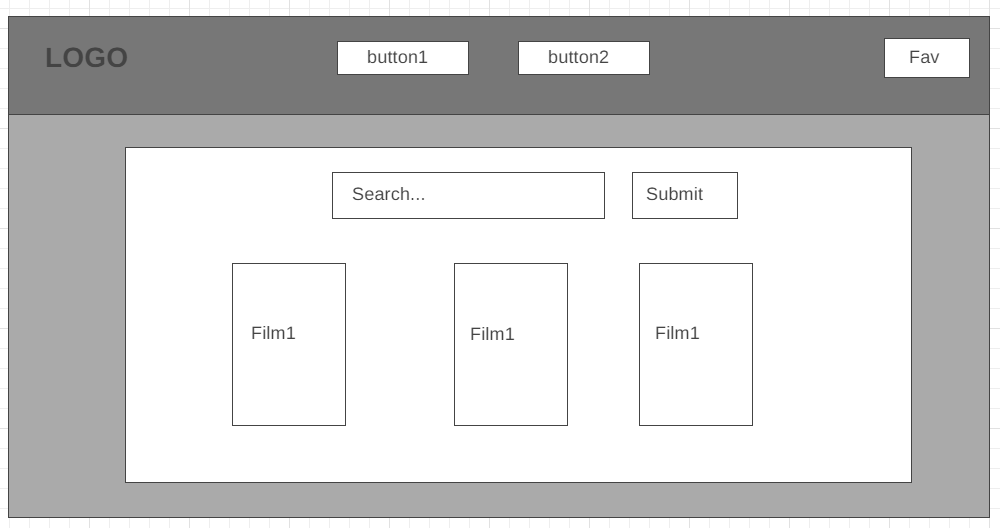 LOGO
button1
button2
Fav
Search...
Submit
Film1
Film1
Film1